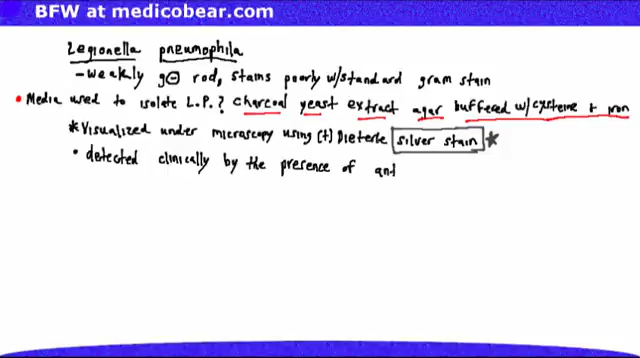 BFW at medicobear.com
Legionella pneumophila
-weakly g⊖ rod, stains poorly w/standard gram stain
• Media used to isolate L.P.? Charcoal yeast extract agar buffered w/cysteine + iron
*Visualized under microscopy using (+) Dieterle silver stain *
• detected clinically by the presence of ant